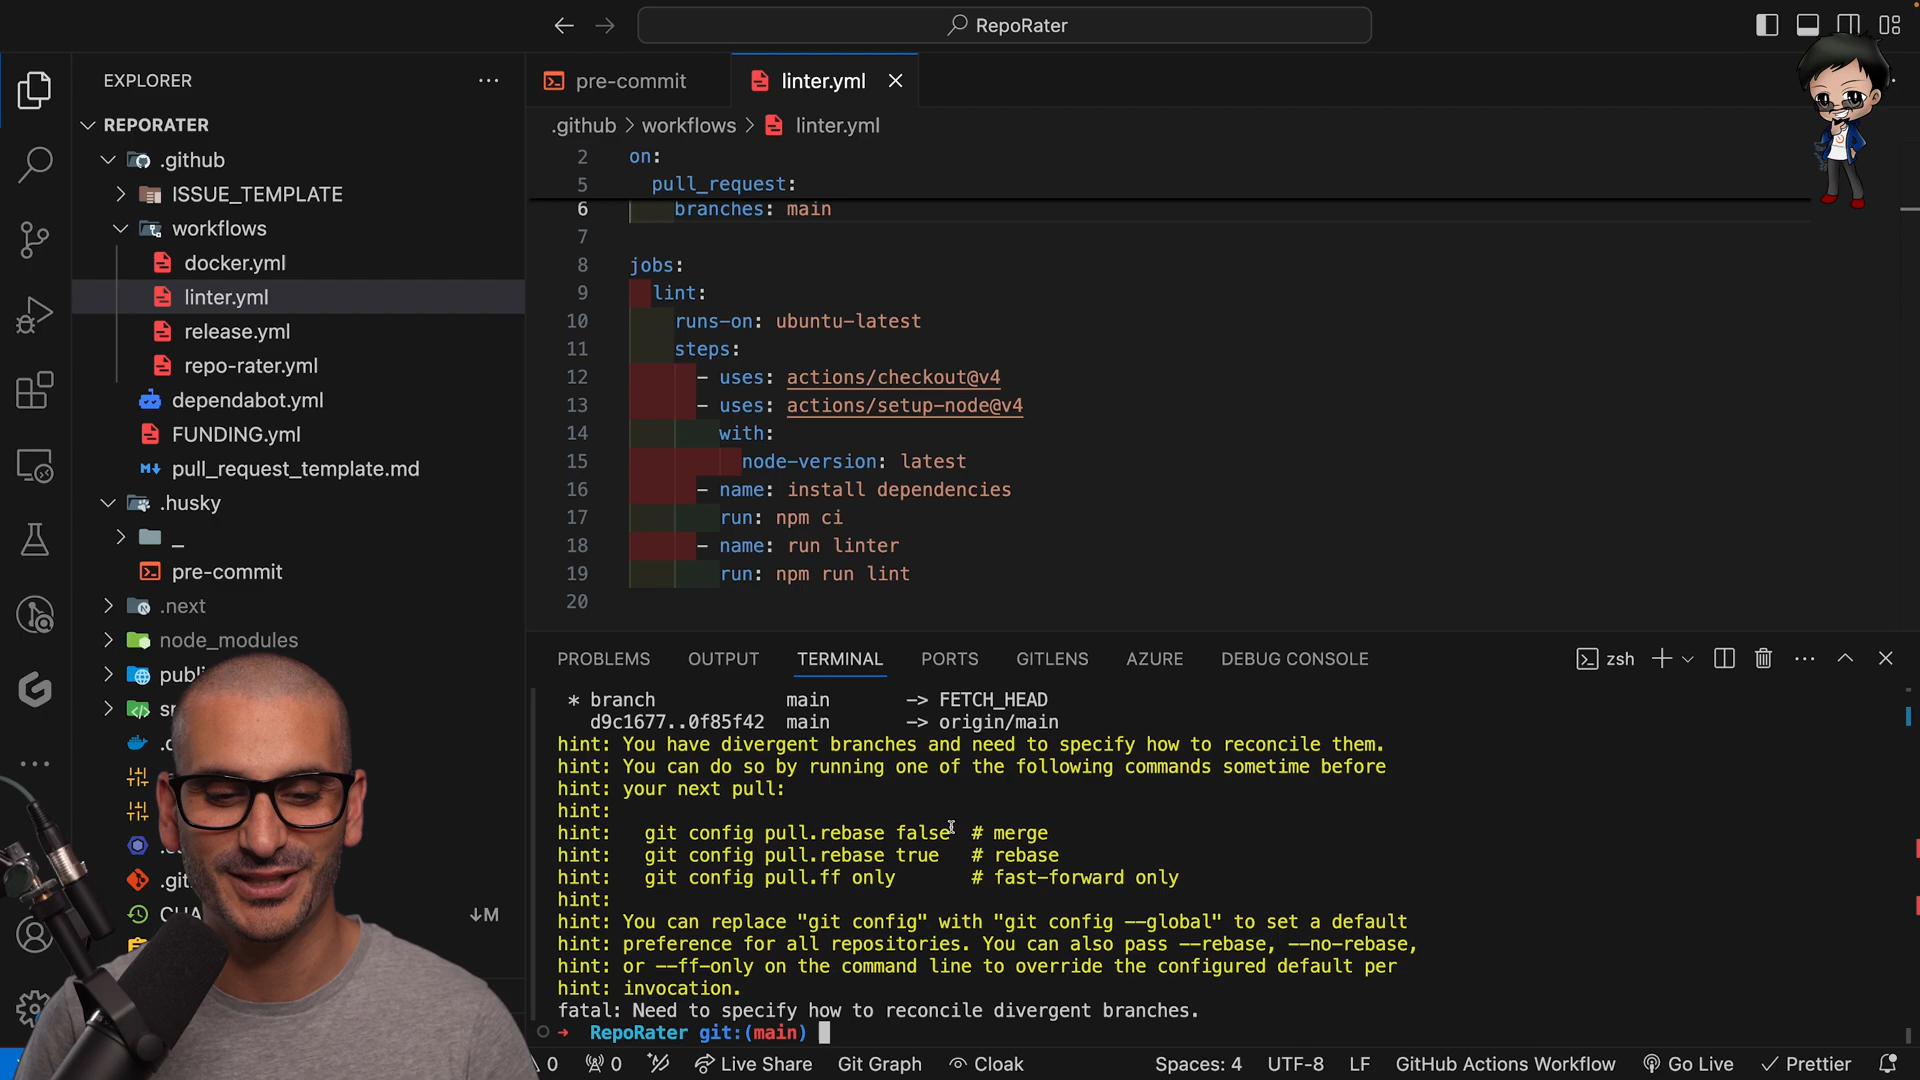 RepoRater
EXPLORER
REPORATER
.github
ISSUE_TEMPLATE
workflows
docker.yml
linter.yml
release.yml
repo-rater.yml
dependabot.yml
FUNDING.yml
pull_request_template.md
.husky
_
pre-commit
.next
node_modules
publi
sr
.git
M
pre-commit
linter.yml
.github > workflows > linter.yml
2 on:
5 pull_request:
6 branches: main
7
8 jobs:
9 lint:
10 runs-on: ubuntu-latest
11 steps:
12 - uses: actions/checkout@v4
13 - uses: actions/setup-node@v4
14 with:
15 node-version: latest
16 - name: install dependencies
17 run: npm ci
18 - name: run linter
19 run: npm run lint
20
PROBLEMS OUTPUT TERMINAL PORTS GITLENS AZURE DEBUG CONSOLE
zsh
* branch main -> FETCH_HEAD
d9c1677..0f85f42 main -> origin/main
hint: You have divergent branches and need to specify how to reconcile them.
hint: You can do so by running one of the following commands sometime before
hint: your next pull:
hint:
hint: git config pull.rebase false # merge
hint: git config pull.rebase true # rebase
hint: git config pull.ff only # fast-forward only
hint:
hint: You can replace "git config" with "git config --global" to set a default
hint: preference for all repositories. You can also pass --rebase, --no-rebase,
hint: or --ff-only on the command line to override the configured default per
hint: invocation.
fatal: Need to specify how to reconcile divergent branches.
RepoRater git:(main)
0 0 Live Share Git Graph Cloak Spaces: 4 UTF-8 LF GitHub Actions Workflow Go Live Prettier